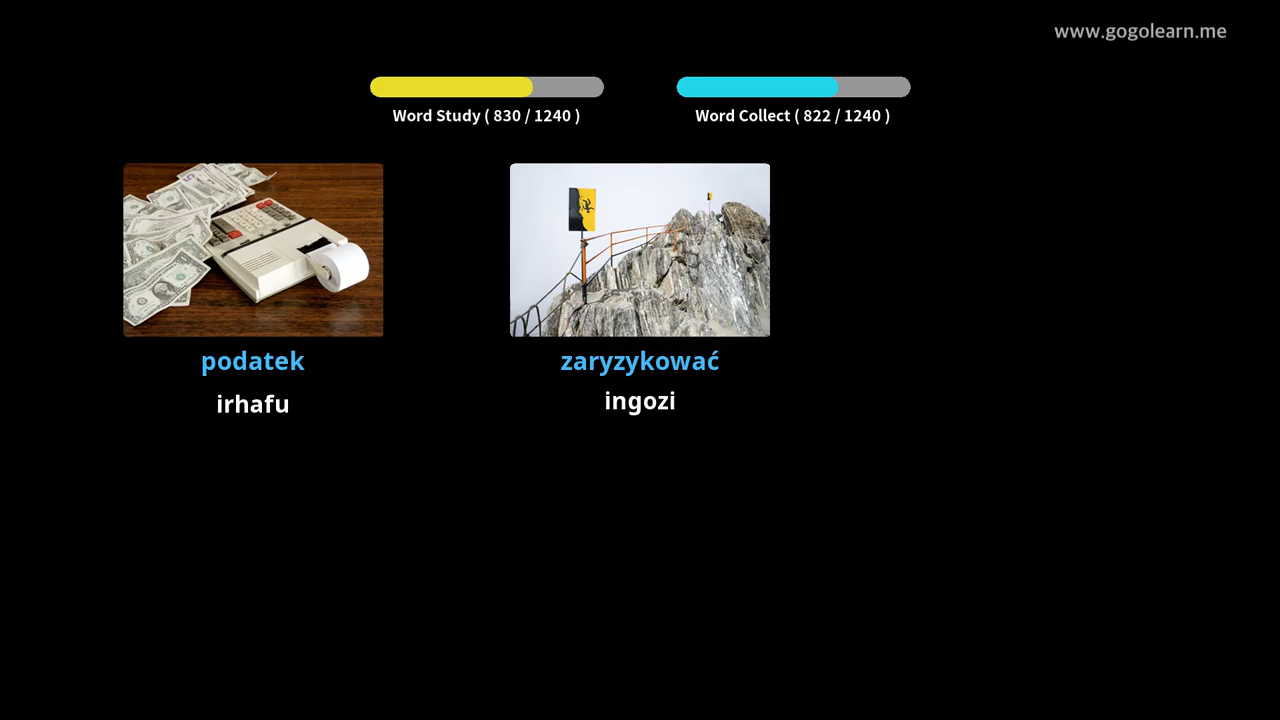 www.gogolearn.me
Word Study ( 830 / 1240 )
Word Collect ( 822 / 1240 )
podatek
irhafu
zaryzykować
ingozi